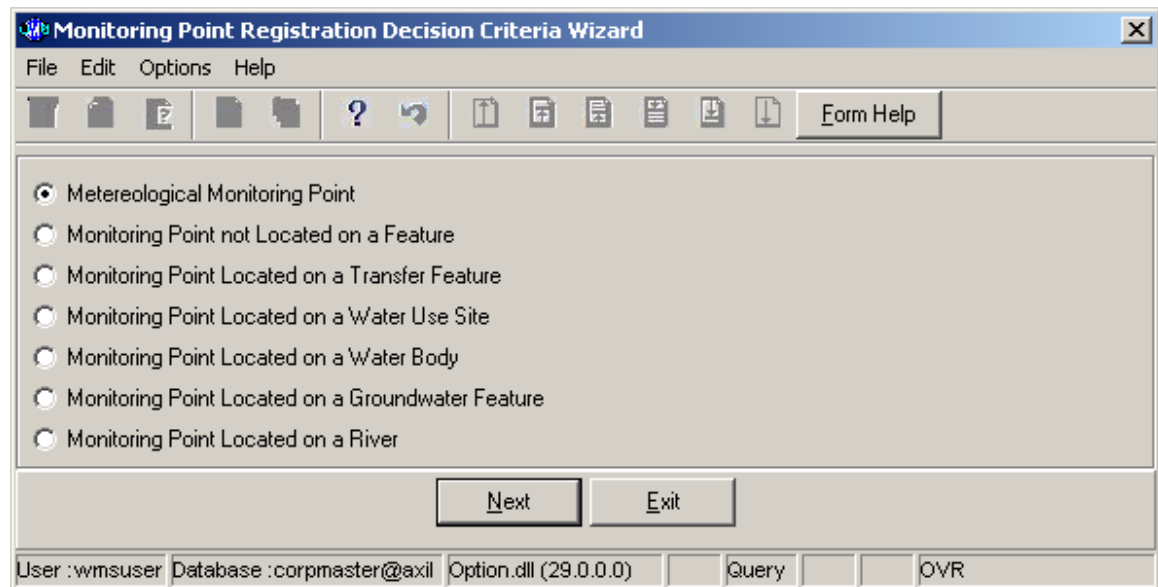 Monitoring Point Registration Decision Criteria Wizard
File Edit Options Help
? Form Help
Metereological Monitoring Point
Monitoring Point not Located on a Feature
Monitoring Point Located on a Transfer Feature
Monitoring Point Located on a Water Use Site
Monitoring Point Located on a Water Body
Monitoring Point Located on a Groundwater Feature
Monitoring Point Located on a River
Next Exit
User :wmsuser Database :corpmaster@axil Option.dll (29.0.0.0) Query OVR